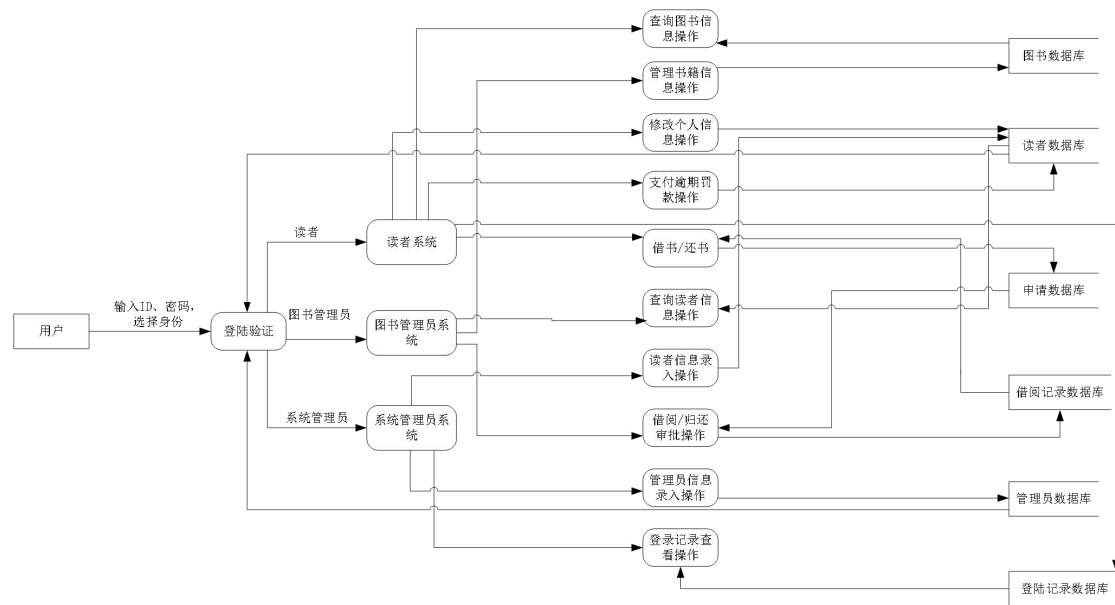 查询图书信
息操作
图书数据库
管理书籍信
息操作
修改个人信
息操作
读者数据库
支付逾期罚
款操作
读者
读者系统
借书/还书
申请数据库
输入ID、密码,
选择身份
用户
登陆验证
图书管理员
图书管理员系
统
查询读者信
息操作
读者信息录
入操作
借阅记录数据库
系统管理员
系统管理员系
统
借阅/归还
审批操作
管理员信息
录入操作
管理员数据库
登录记录查
看操作
登陆记录数据库